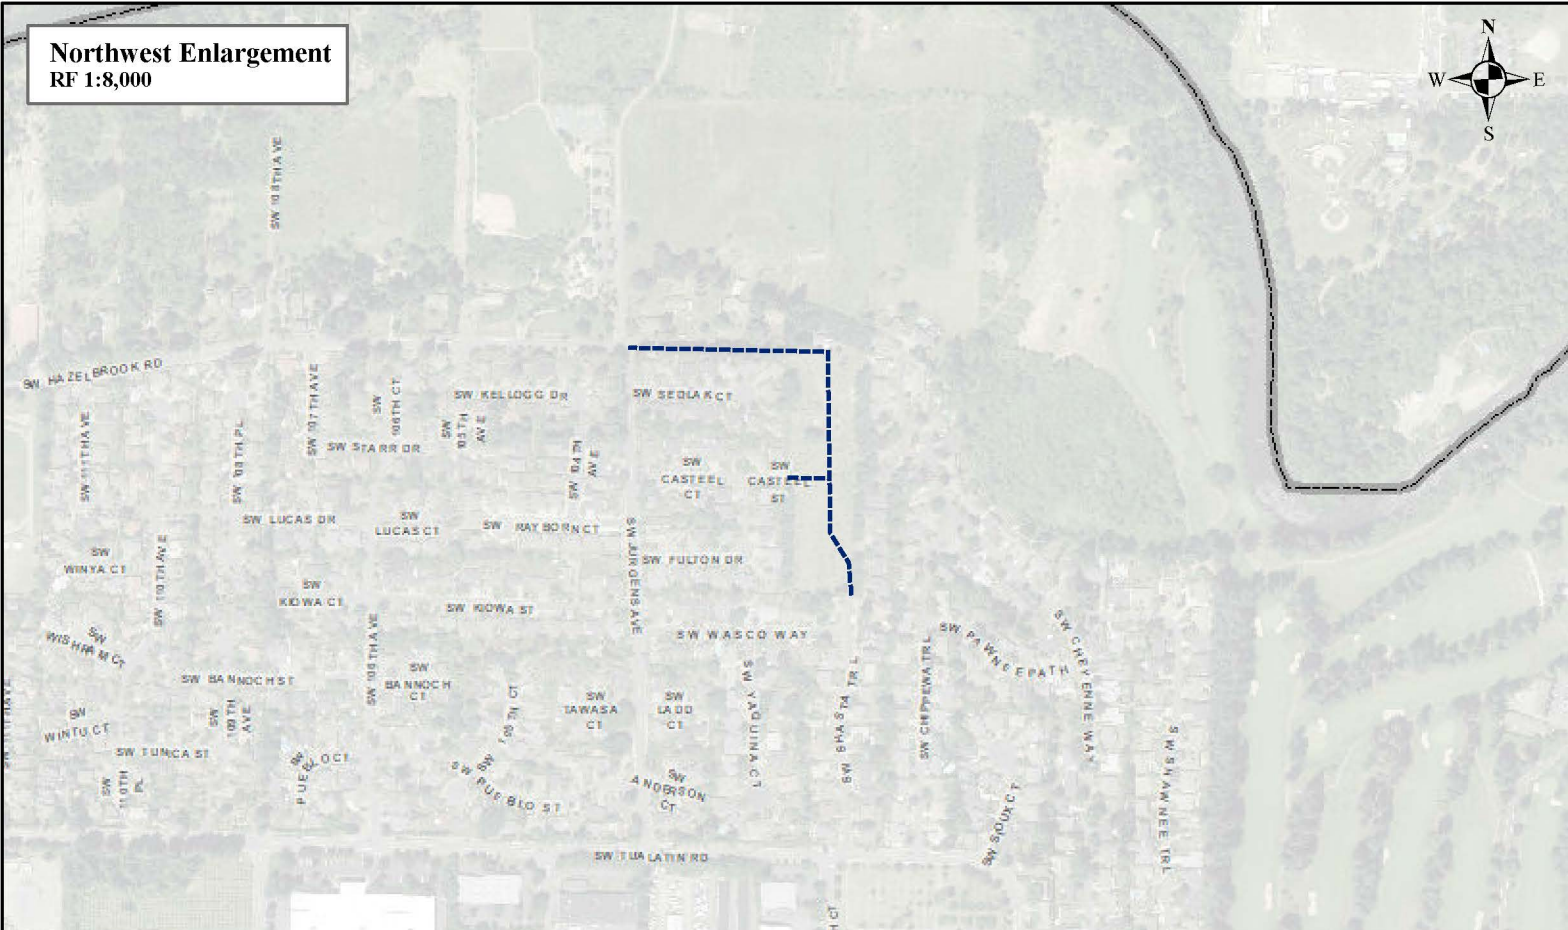 Northwest Enlargement
RF 1:8,000
N
W
E
S
SW 108TH AVE
SW HAZELBROOK RD
SW 107TH AVE
SW
106TH CT
SW KELLOGG DR
SW SEDLAK CT
SW 111TH AVE
SW
105TH
AVE
SW STARR DR
SW 108TH PL
SW 104TH
AVE
SW
CASTEEL
CT
SW
CASTEEL
ST
SW LUCAS DR
SW
LUCAS CT
SW RAYBORN CT
SW JURGENS AVE
SW FULTON DR
SW
WINYA CT
SW 110TH AVE
SW
KIOWA CT
SW KIOWA ST
SW WASCO WAY
SW
WISHRAM CT
SW 106TH AVE
SW PAWNEE PATH
SW CHEYENNE WAY
SW CHIPPEWA TRL
SW BANNOCH ST
SW
BANNOCH
CT
SW SHASTA TRL
SW YAQUINA CT
SW
109TH
AVE
SW
105TH CT
SW
TAWASA
CT
SW
LADD
CT
SW
WINTU CT
SW TUNCA ST
SW
PUEBLO CT
SW
110TH
PL
SW PUEBLO ST
SW
ANDERSON
CT
SW SIOUX CT
SW SHAWNEE TRL
SW TUALATIN RD
H CT